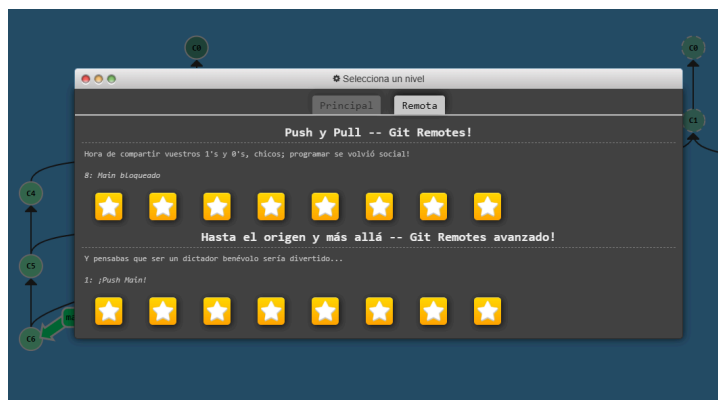 C0
C0
Selecciona un nivel
Principal Remota
C1
Push y Pull -- Git Remotes!
Hora de compartir vuestros 1's y 0's, chicos; programar se volvió social!
8: Main bloqueado
C4
Hasta el origen y más allá -- Git Remotes avanzado!
Y pensabas que ser un dictador benévolo sería divertido...
C5
1: ¡Push Main!
C6